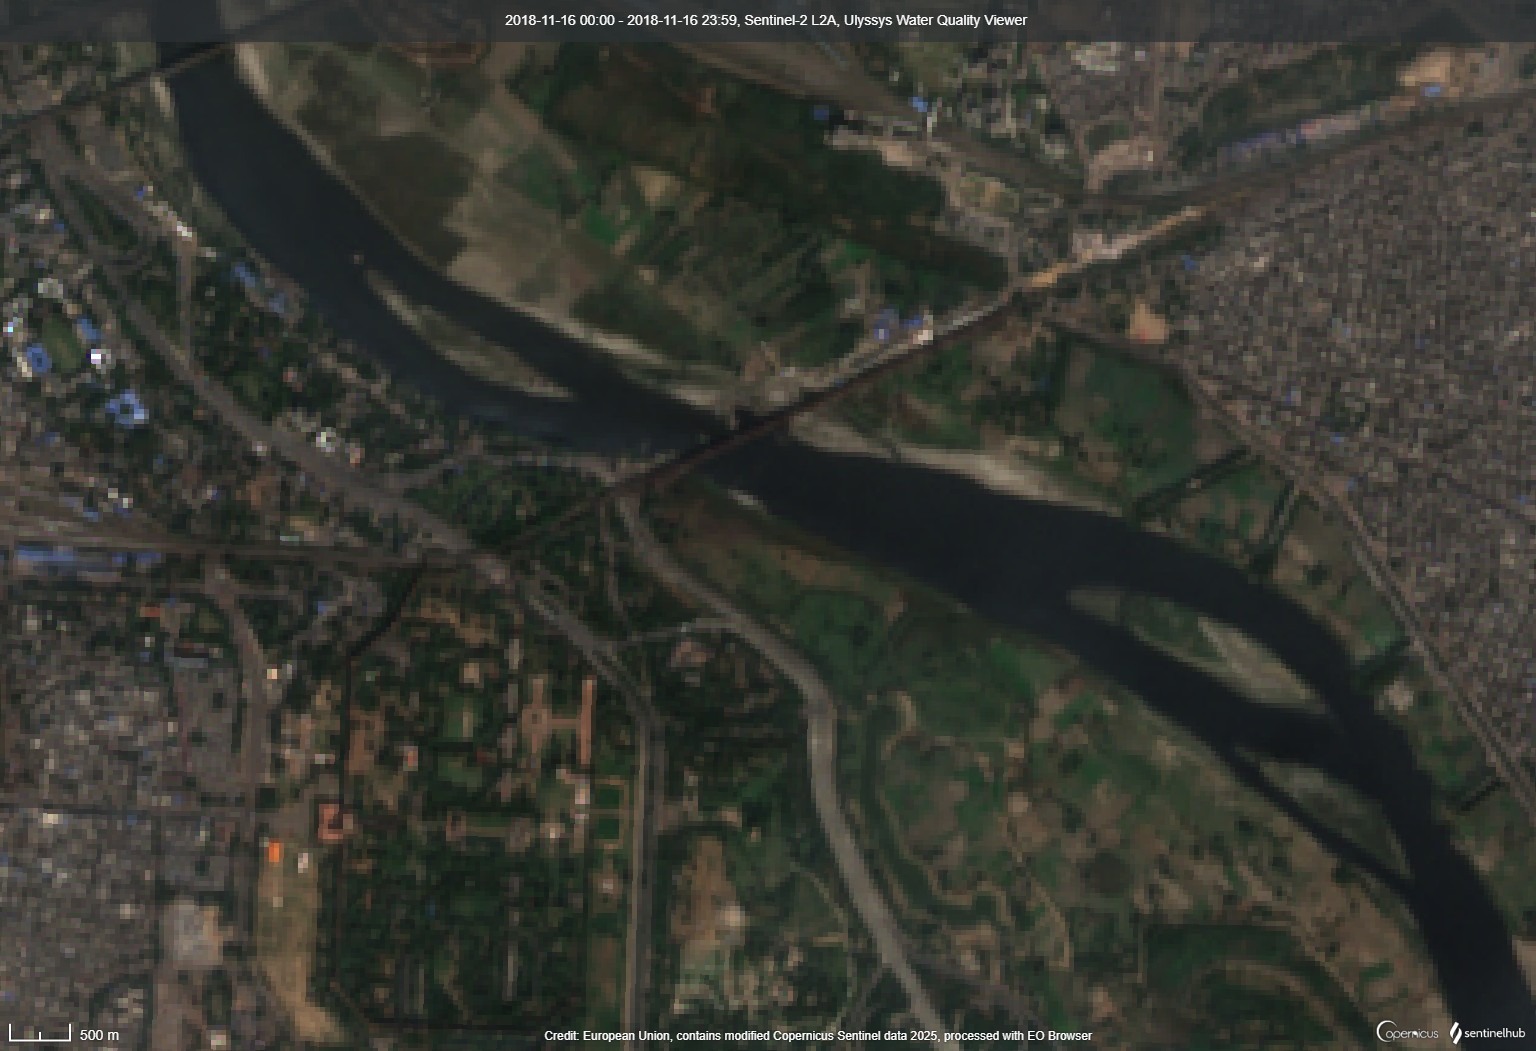 2018-11-16 00:00 - 2018-11-16 23:59, Sentinel-2 L2A, Ulyssys Water Quality Viewer
500 m
Credit: European Union, contains modified Copernicus Sentinel data 2025, processed with EO Browser
Copernicus
sentinelhub